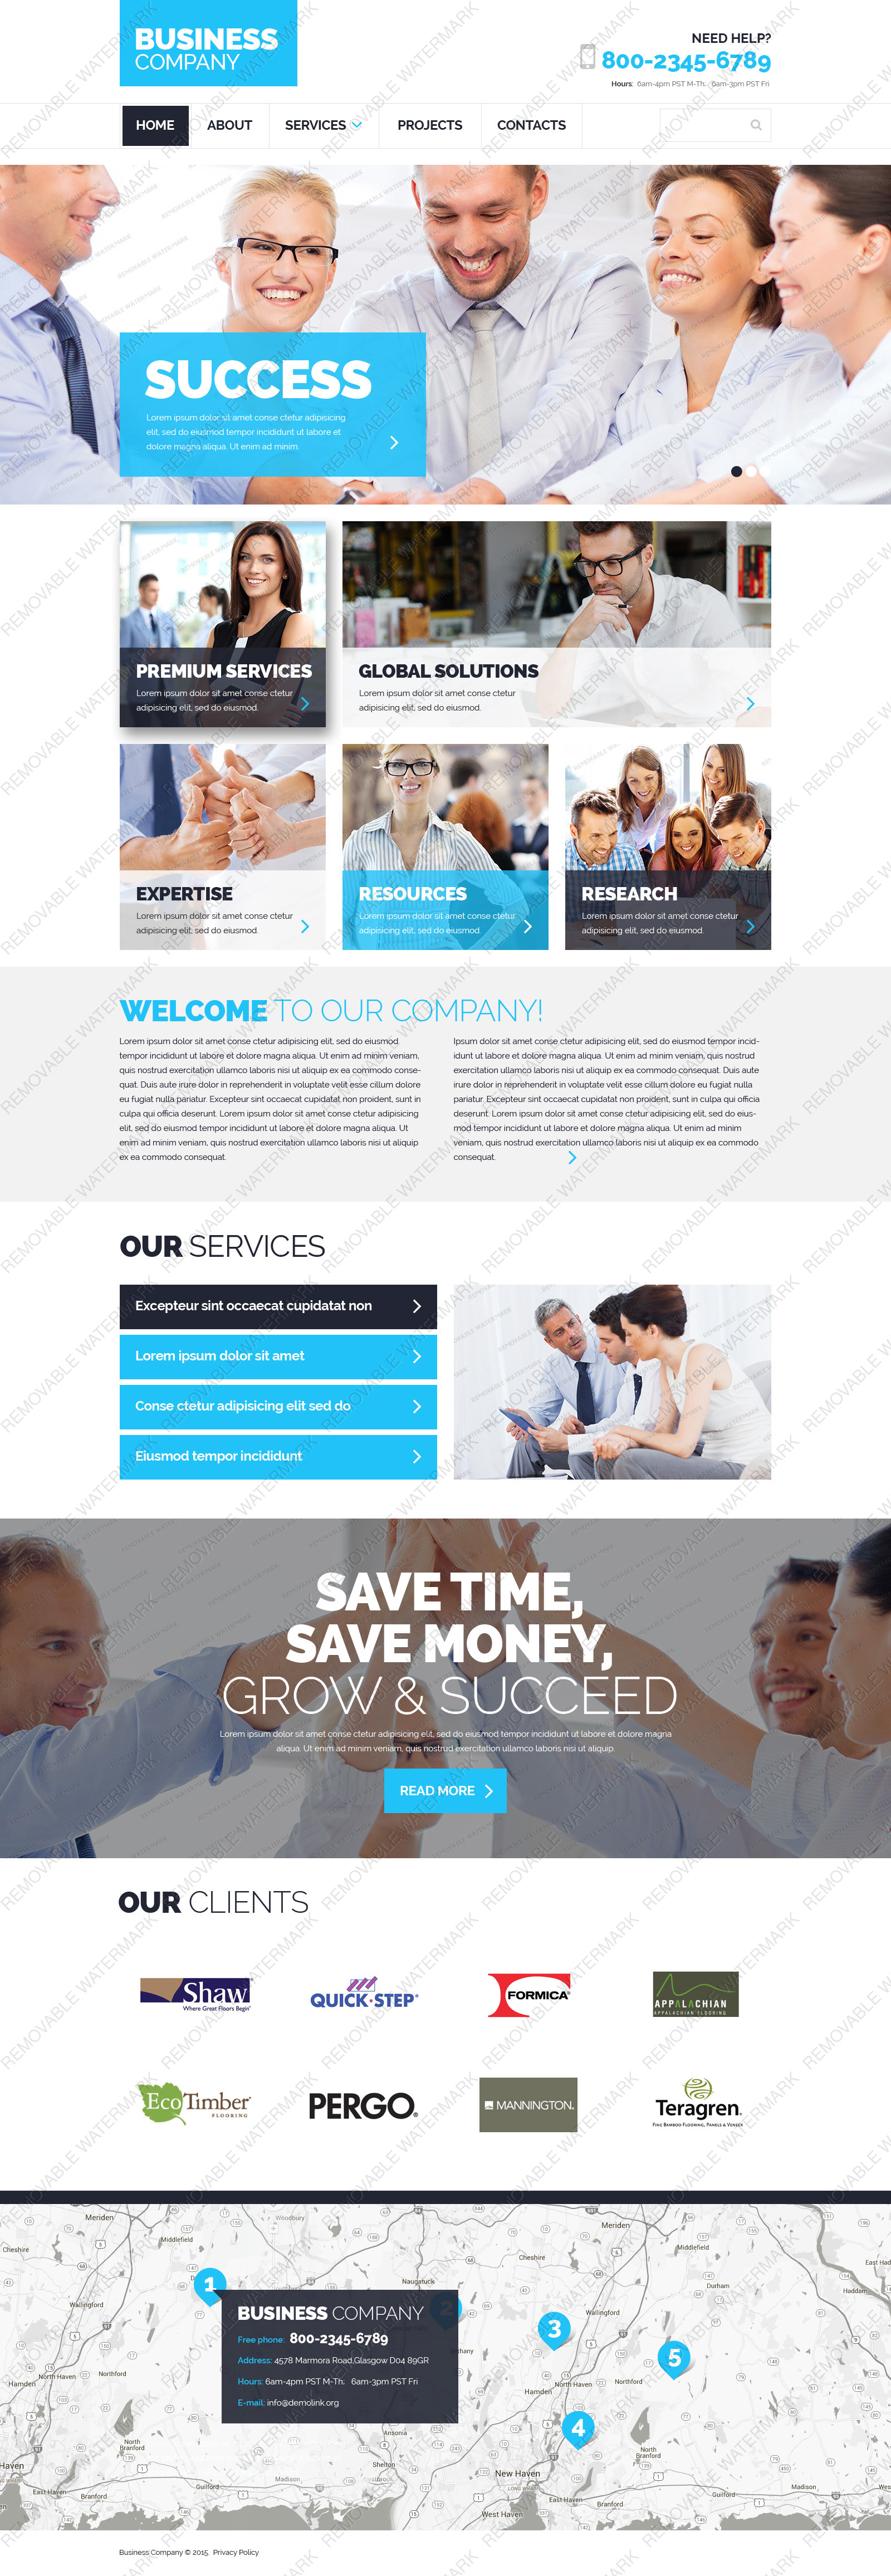 BUSINESS
COMPANY
NEED HELP?
800-2345-6789
Hours: 6am-4pm PST M-Th; 6am-3pm PST Fri
HOME ABOUT SERVICES PROJECTS CONTACTS
SUCCESS
Lorem ipsum dolor sit amet conse ctetur adipisicing
elit, sed do eiusmod tempor incididunt ut labore et
dolore magna aliqua. Ut enim ad minim.
PREMIUM SERVICES
Lorem ipsum dolor sit amet conse ctetur
adipisicing elit, sed do eiusmod.
GLOBAL SOLUTIONS
Lorem ipsum dolor sit amet conse ctetur
adipisicing elit, sed do eiusmod.
EXPERTISE
Lorem ipsum dolor sit amet conse ctetur
adipisicing elit, sed do eiusmod.
RESOURCES
Lorem ipsum dolor sit amet conse ctetur
adipisicing elit, sed do eiusmod.
RESEARCH
Lorem ipsum dolor sit amet conse ctetur
adipisicing elit, sed do eiusmod.
WELCOME TO OUR COMPANY!
Lorem ipsum dolor sit amet conse ctetur adipisicing elit, sed do eiusmod
tempor incididunt ut labore et dolore magna aliqua. Ut enim ad minim veniam,
quis nostrud exercitation ullamco laboris nisi ut aliquip ex ea commodo conse-
quat. Duis aute irure dolor in reprehenderit in voluptate velit esse cillum dolore
eu fugiat nulla pariatur. Excepteur sint occaecat cupidatat non proident, sunt in
culpa qui officia deserunt. Lorem ipsum dolor sit amet conse ctetur adipisicing
elit, sed do eiusmod tempor incididunt ut labore et dolore magna aliqua. Ut
enim ad minim veniam, quis nostrud exercitation ullamco laboris nisi ut aliquip
ex ea commodo consequat.
Ipsum dolor sit amet conse ctetur adipisicing elit, sed do eiusmod tempor incid-
idunt ut labore et dolore magna aliqua. Ut enim ad minim veniam, quis nostrud
exercitation ullamco laboris nisi ut aliquip ex ea commodo consequat. Duis aute
irure dolor in reprehenderit in voluptate velit esse cillum dolore eu fugiat nulla
pariatur. Excepteur sint occaecat cupidatat non proident, sunt in culpa qui officia
deserunt. Lorem ipsum dolor sit amet conse ctetur adipisicing elit, sed do eius-
mod tempor incididunt ut labore et dolore magna aliqua. Ut enim ad minim
veniam, quis nostrud exercitation ullamco laboris nisi ut aliquip ex ea commodo
consequat.
OUR SERVICES
Excepteur sint occaecat cupidatat non
Lorem ipsum dolor sit amet
Conse ctetur adipisicing elit sed do
Eiusmod tempor incididunt
SAVE TIME,
SAVE MONEY,
GROW & SUCCEED
Lorem ipsum dolor sit amet conse ctetur adipisicing elit, sed do eiusmod tempor incididunt ut labore et dolore magna
aliqua. Ut enim ad minim veniam, quis nostrud exercitation ullamco laboris nisi ut aliquip.
READ MORE
OUR CLIENTS
Shaw
Where Great Floors Begin
QUICK·STEP®
FORMICA®
APPALACHIAN
APPALACHIAN FLOORING
EcoTimber
FLOORING
PERGO®
MANNINGTON.
Teragren
FINE BAMBOO FLOORING, PANELS & VENEER
1
2
3
4
5
BUSINESS COMPANY
Free phone: 800-2345-6789
Address: 4578 Marmora Road,Glasgow D04 89GR
Hours: 6am-4pm PST M-Th; 6am-3pm PST Fri
E-mail: info@demolink.org
Meriden
Woodbury
Middlefield
Cheshire
Wallingford
Naugatuck
Durham
North Haven
Northford
Hamden
North Branford
Ansonia
Shelton
New Haven
East Haven
Branford
Guilford
Madison
West Haven
Business Company © 2015. Privacy Policy
REMOVABLE WATERMARK